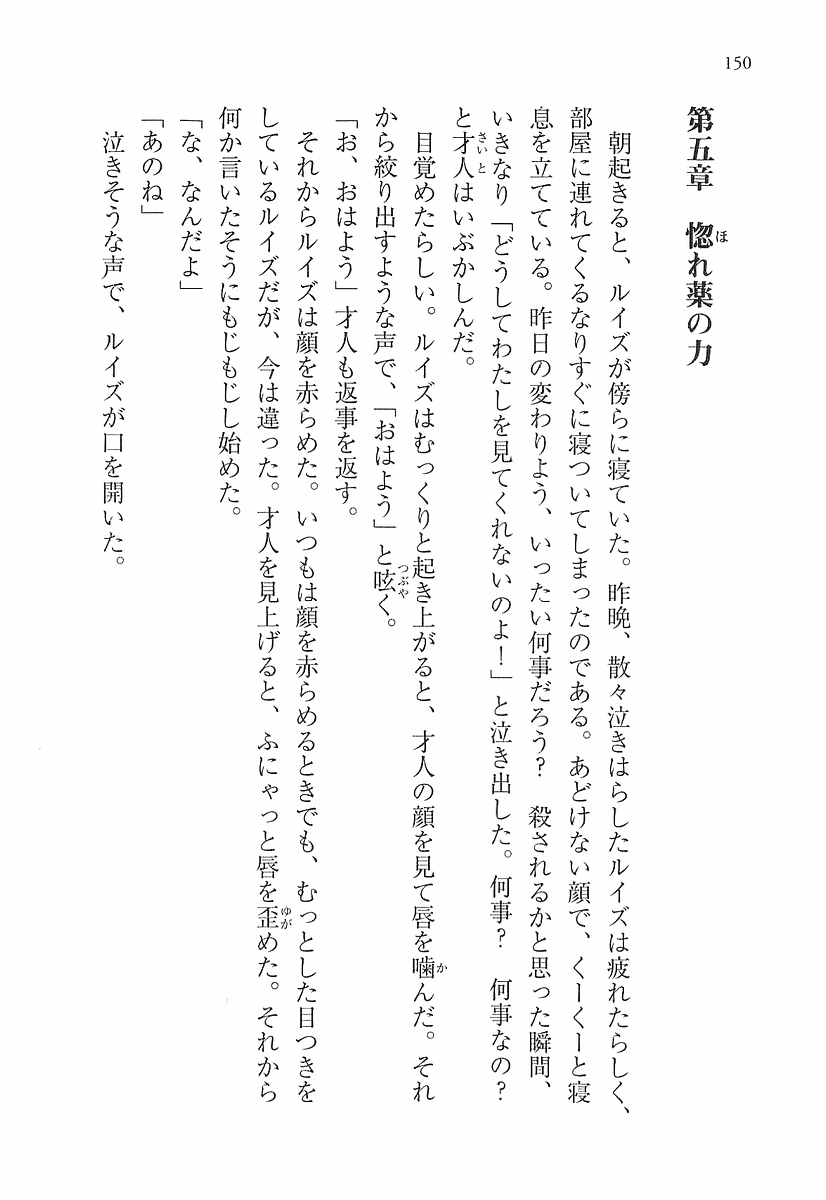 150
第五章　惚れ薬の力
朝起きると、ルイズが傍らに寝ていた。昨晩、散々泣きはらしたルイズは疲れたらしく、
部屋に連れてくるなりすぐに寝ついてしまったのである。あどけない顔で、くーくーと寝
息を立てている。昨日の変わりよう、いったい何事だろう？　殺されるかと思った瞬間、
いきなり「どうしてわたしを見てくれないのよ！」と泣き出した。何事？　何事なの？
と才人はいぶかしんだ。
目覚めたらしい。ルイズはむっくりと起き上がると、才人の顔を見て唇を噛んだ。それ
から絞り出すような声で、「おはよう」と呟く。
「お、おはよう」才人も返事を返す。
それからルイズは顔を赤らめた。いつもは顔を赤らめるときでも、むっとした目つきを
しているルイズだが、今は違った。才人を見上げると、ふにゃっと唇を歪めた。それから
何か言いたそうにもじもじし始めた。
「な、なんだよ」
「あのね」
泣きそうな声で、ルイズが口を開いた。